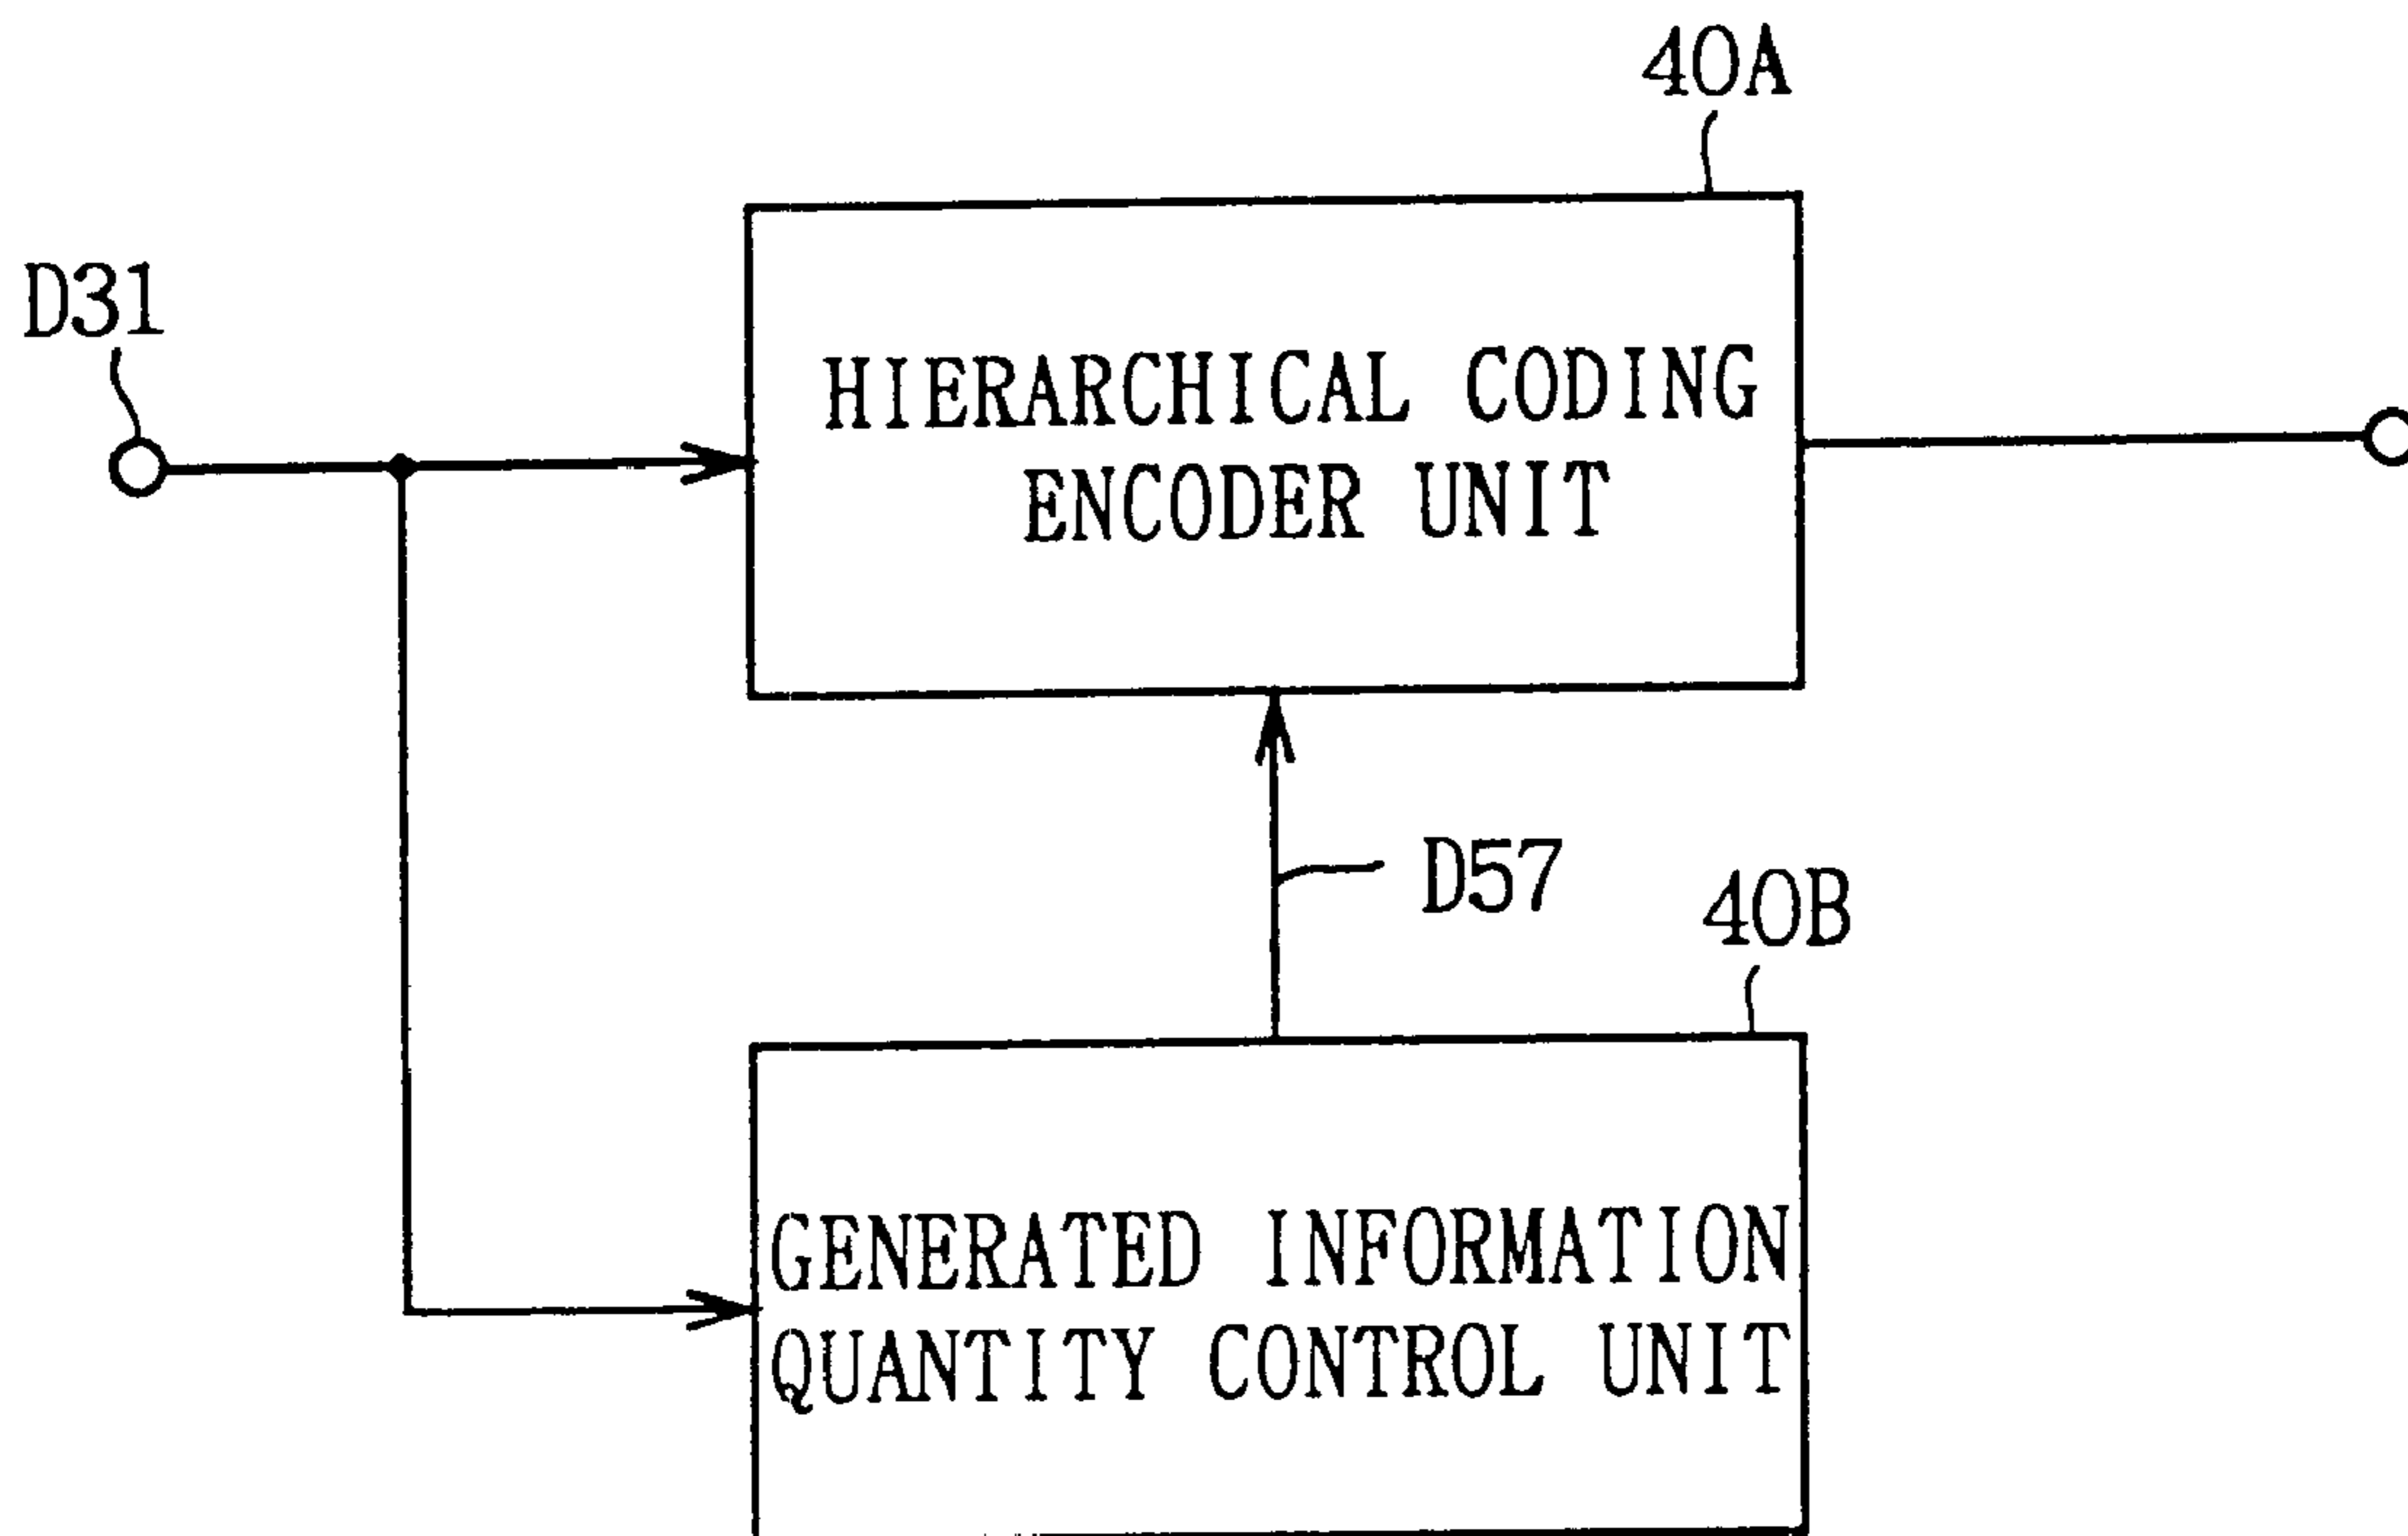 40A
D31
HIERARCHICAL CODING
ENCODER UNIT
D57
40B
GENERATED INFORMATION
QUANTITY CONTROL UNIT